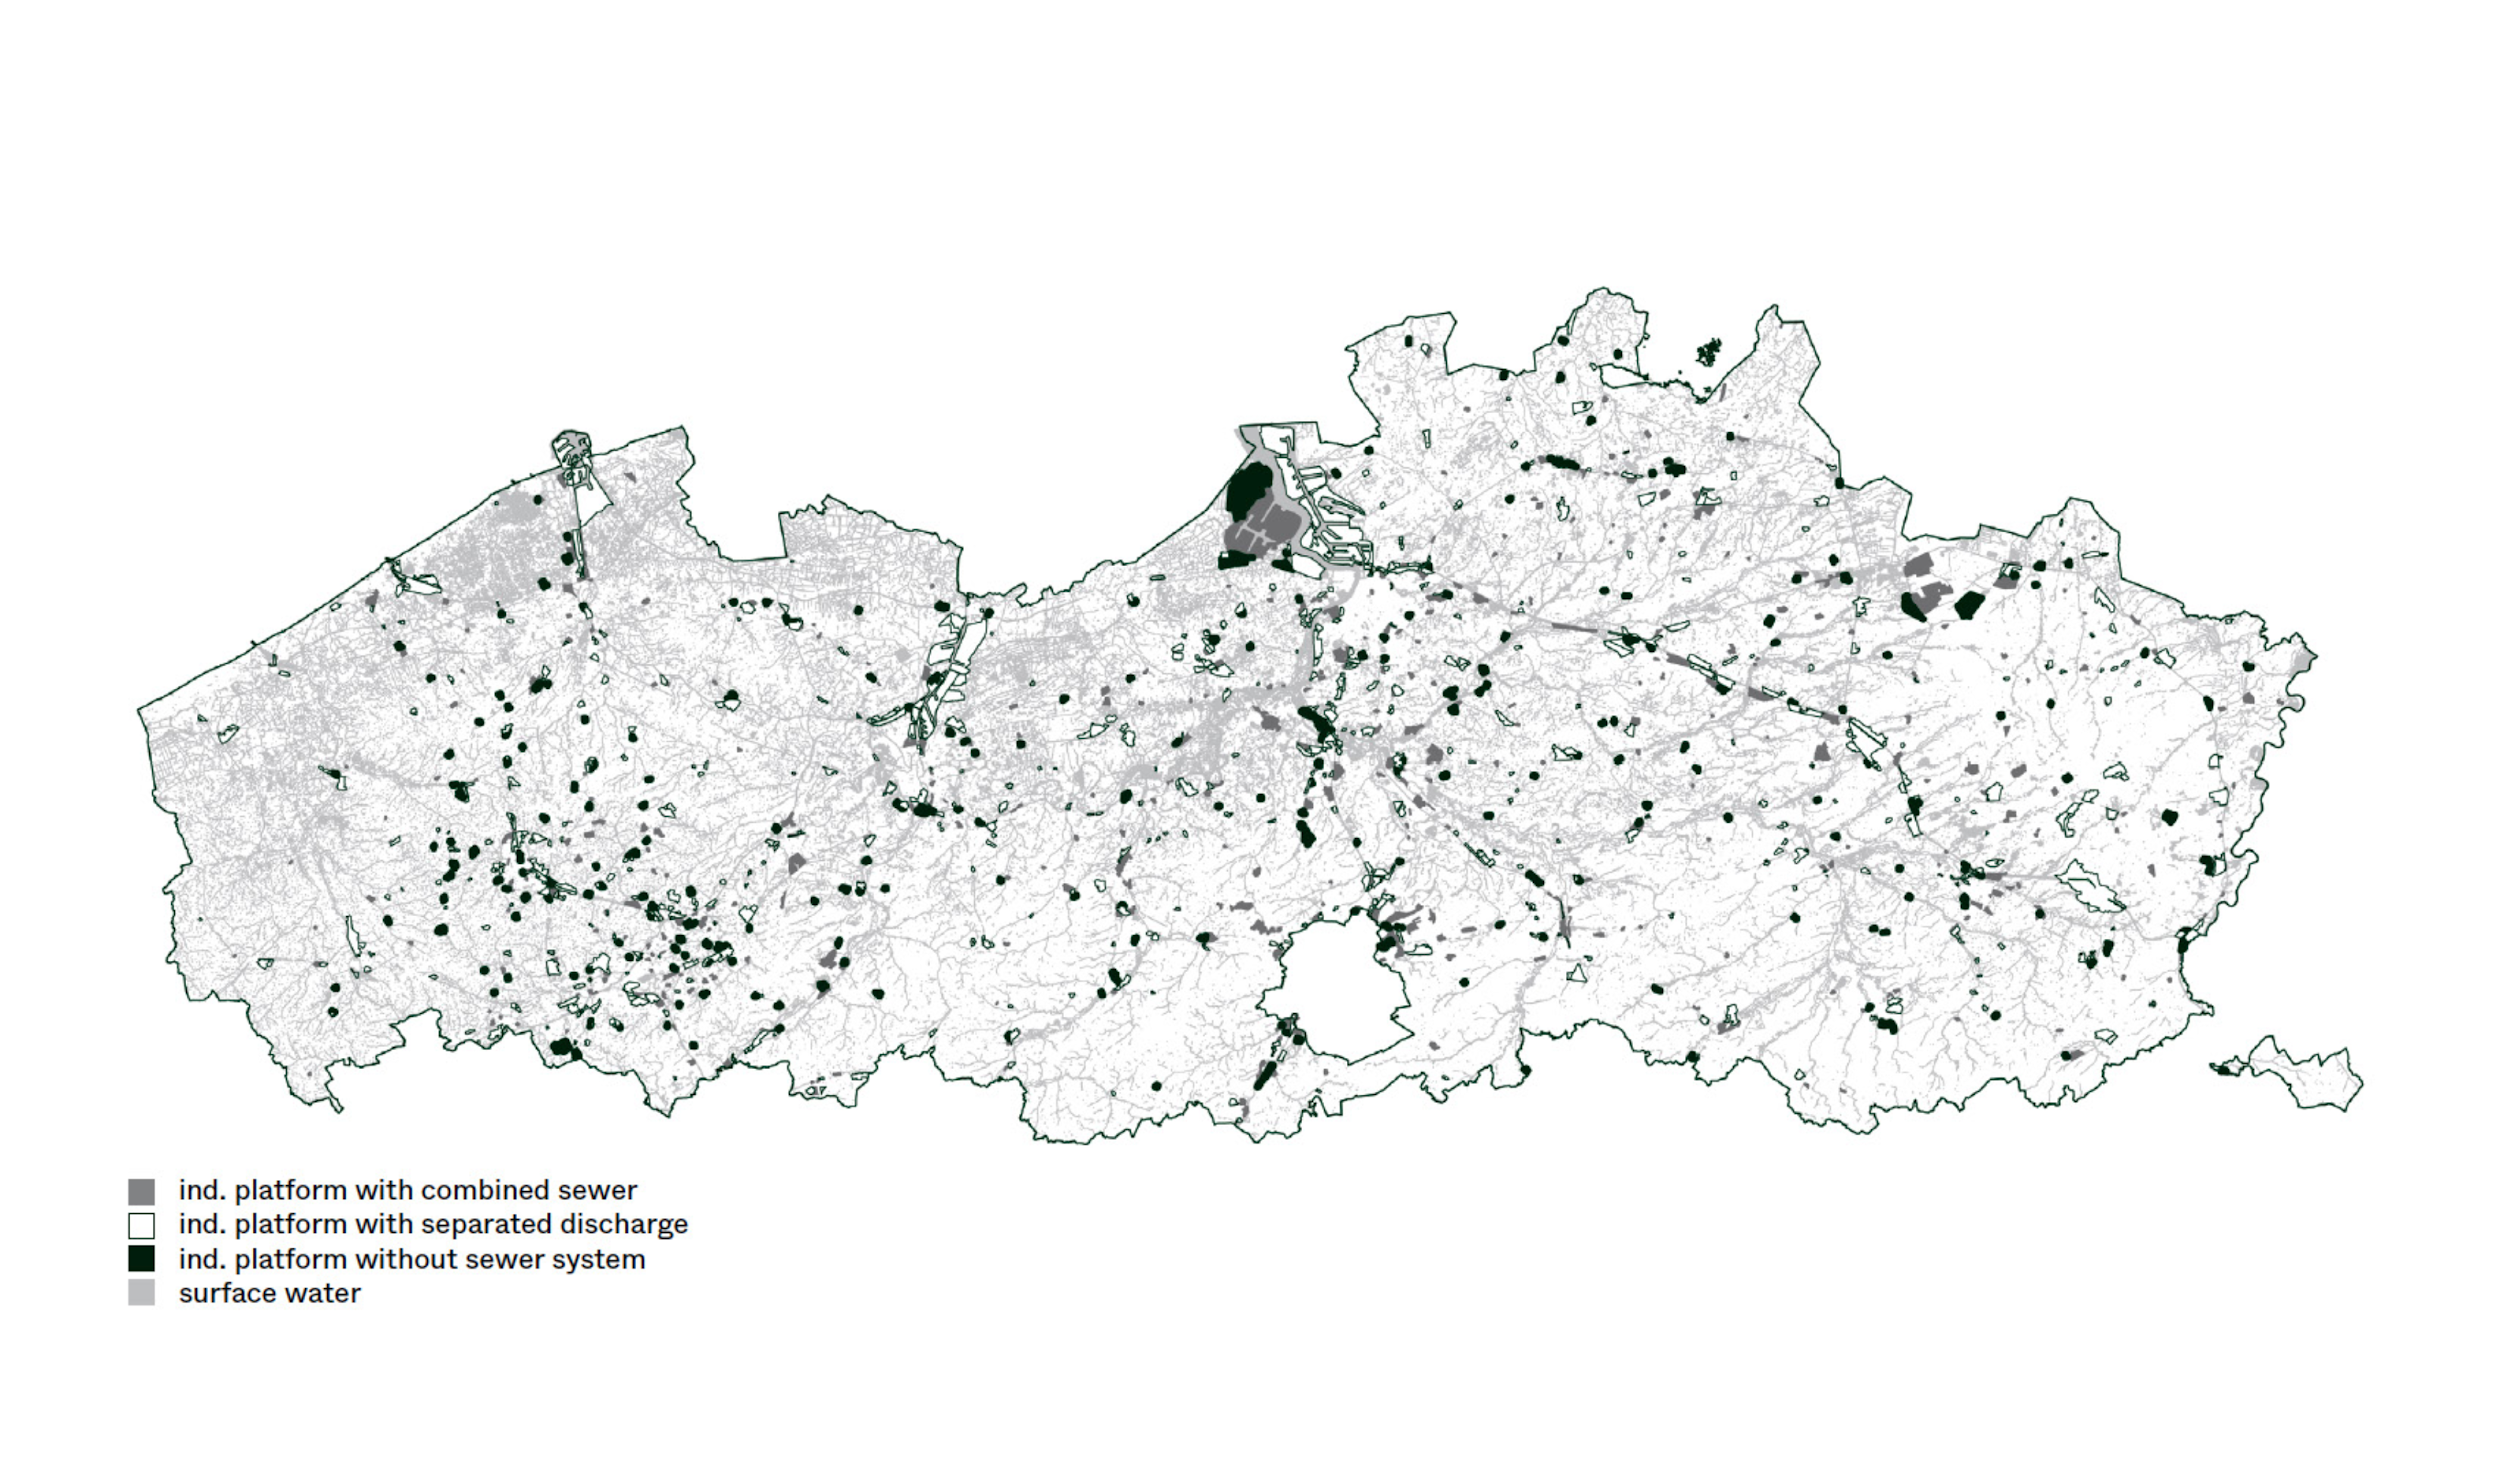 ind. platform with combined sewer
ind. platform with separated discharge
ind. platform without sewer system
surface water